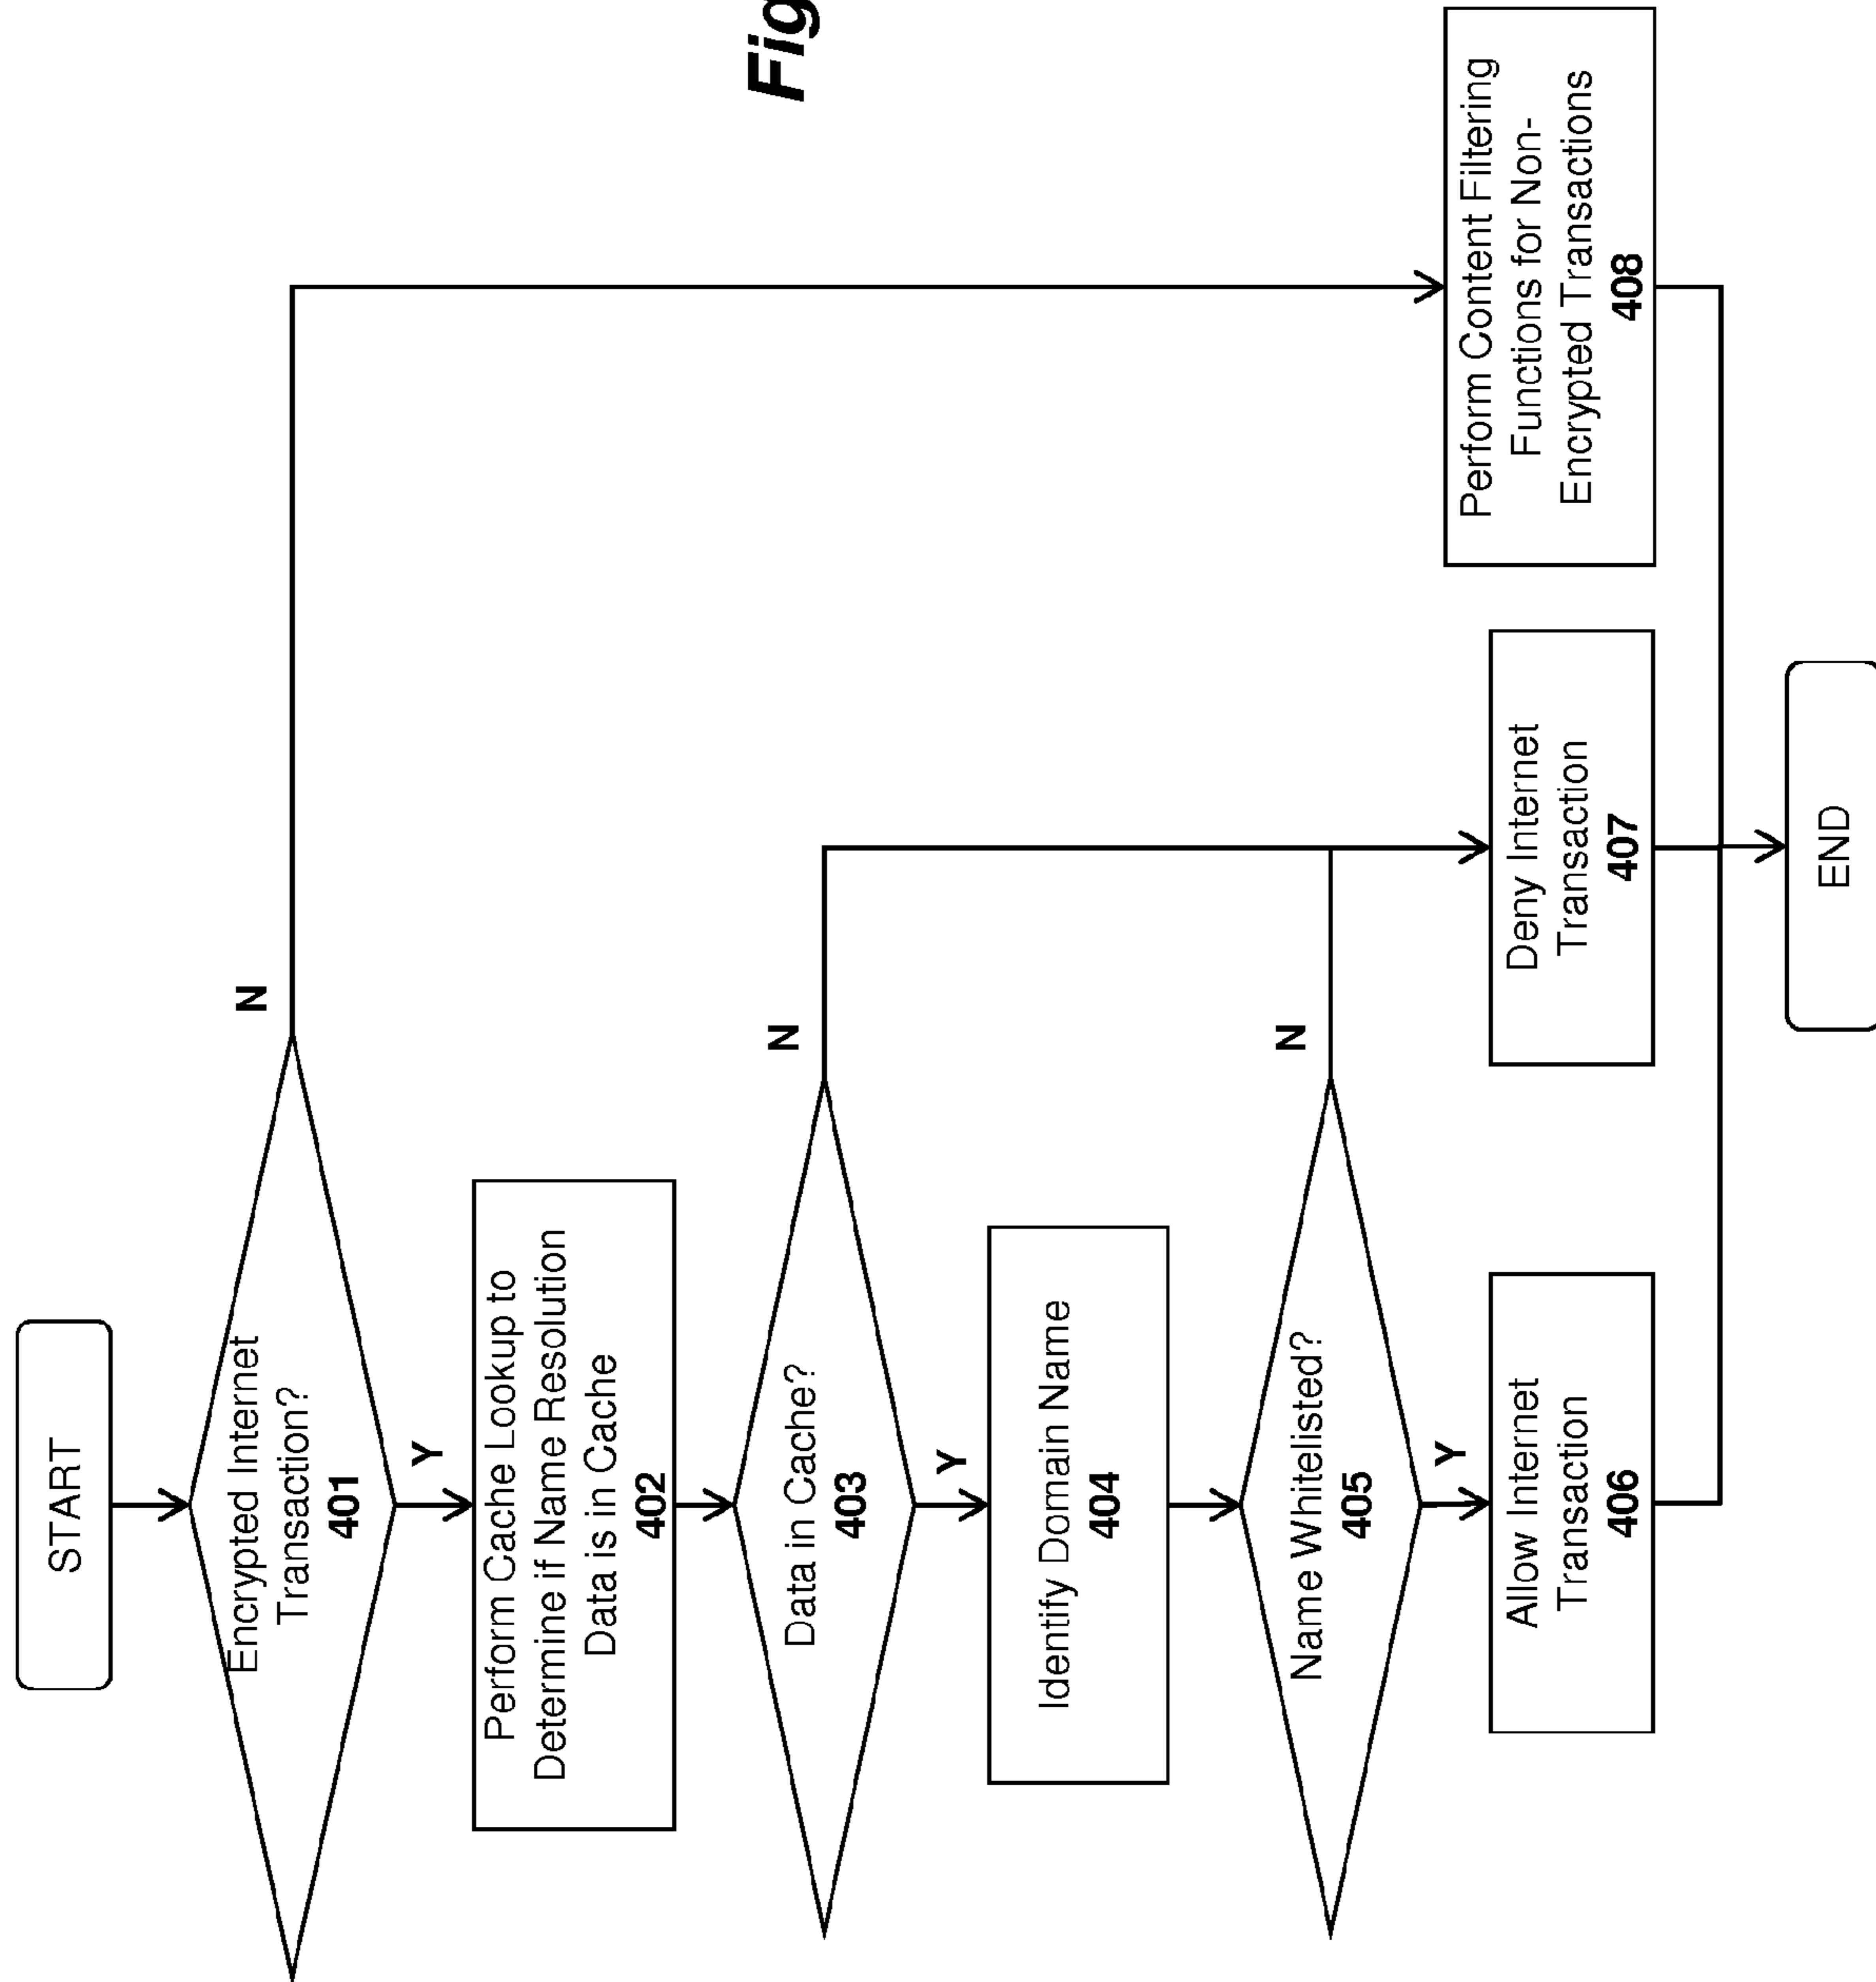 START
Encrypted Internet
Transaction?
401
N
Y
Perform Cache Lookup to
Determine if Name Resolution
Data is in Cache
402
Data in Cache?
403
N
Y
Identify Domain Name
404
Name Whitelisted?
405
N
Y
Allow Internet
Transaction
406
Deny Internet
Transaction
407
Perform Content Filtering
Functions for Non-
Encrypted Transactions
408
END
Fig